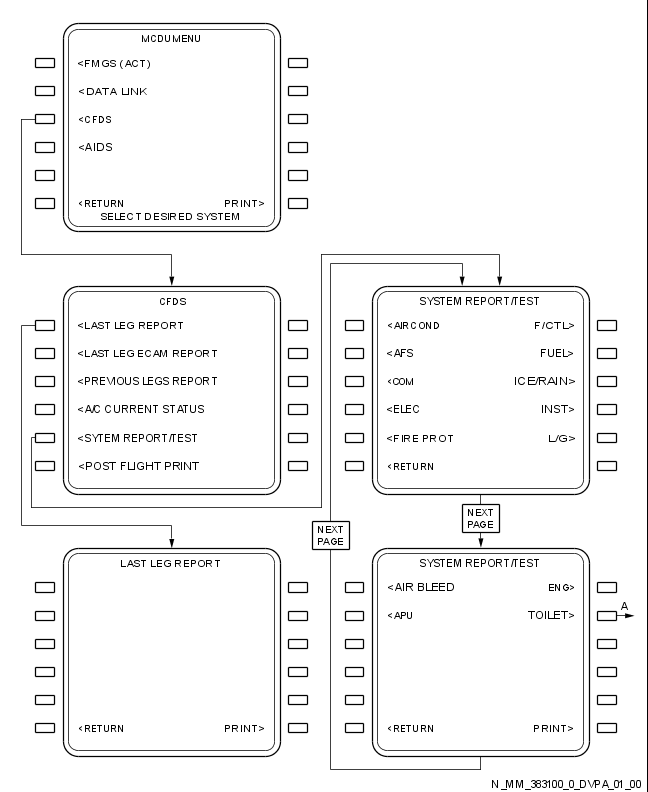 MCDUMENU
<FMGS (ACT)
<DATA LINK
<CFDS
<AIDS
<RETURN PRINT>
SELECT DESIRED SYSTEM
CFDS
<LAST LEG REPORT
<LAST LEG ECAM REPORT
<PREVIOUS LEGS REPORT
<A/C CURRENT STATUS
<SYTEM REPORT/TEST
<POST FLIGHT PRINT
SYSTEM REPORT/TEST
<AIRCOND F/CTL>
<AFS FUEL>
<COM ICE/RAIN>
<ELEC INST>
<FIRE PROT L/G>
<RETURN
NEXT
PAGE
NEXT
PAGE
LAST LEG REPORT
<RETURN PRINT>
SYSTEM REPORT/TEST
<AIR BLEED ENG>
<APU TOILET>
A
<RETURN PRINT>
N_MM_383100_0_DVPA_01_00